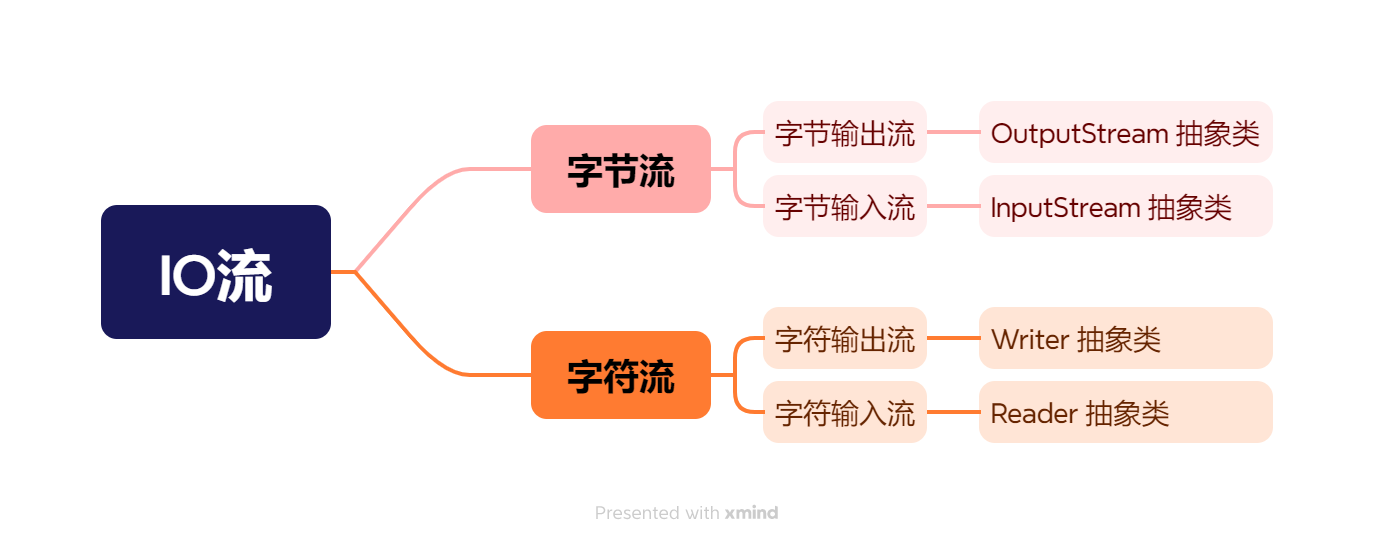 IO流
字节流
字节输出流
OutputStream 抽象类
字节输入流
InputStream 抽象类
字符流
字符输出流
Writer 抽象类
字符输入流
Reader 抽象类
Presented with xmind